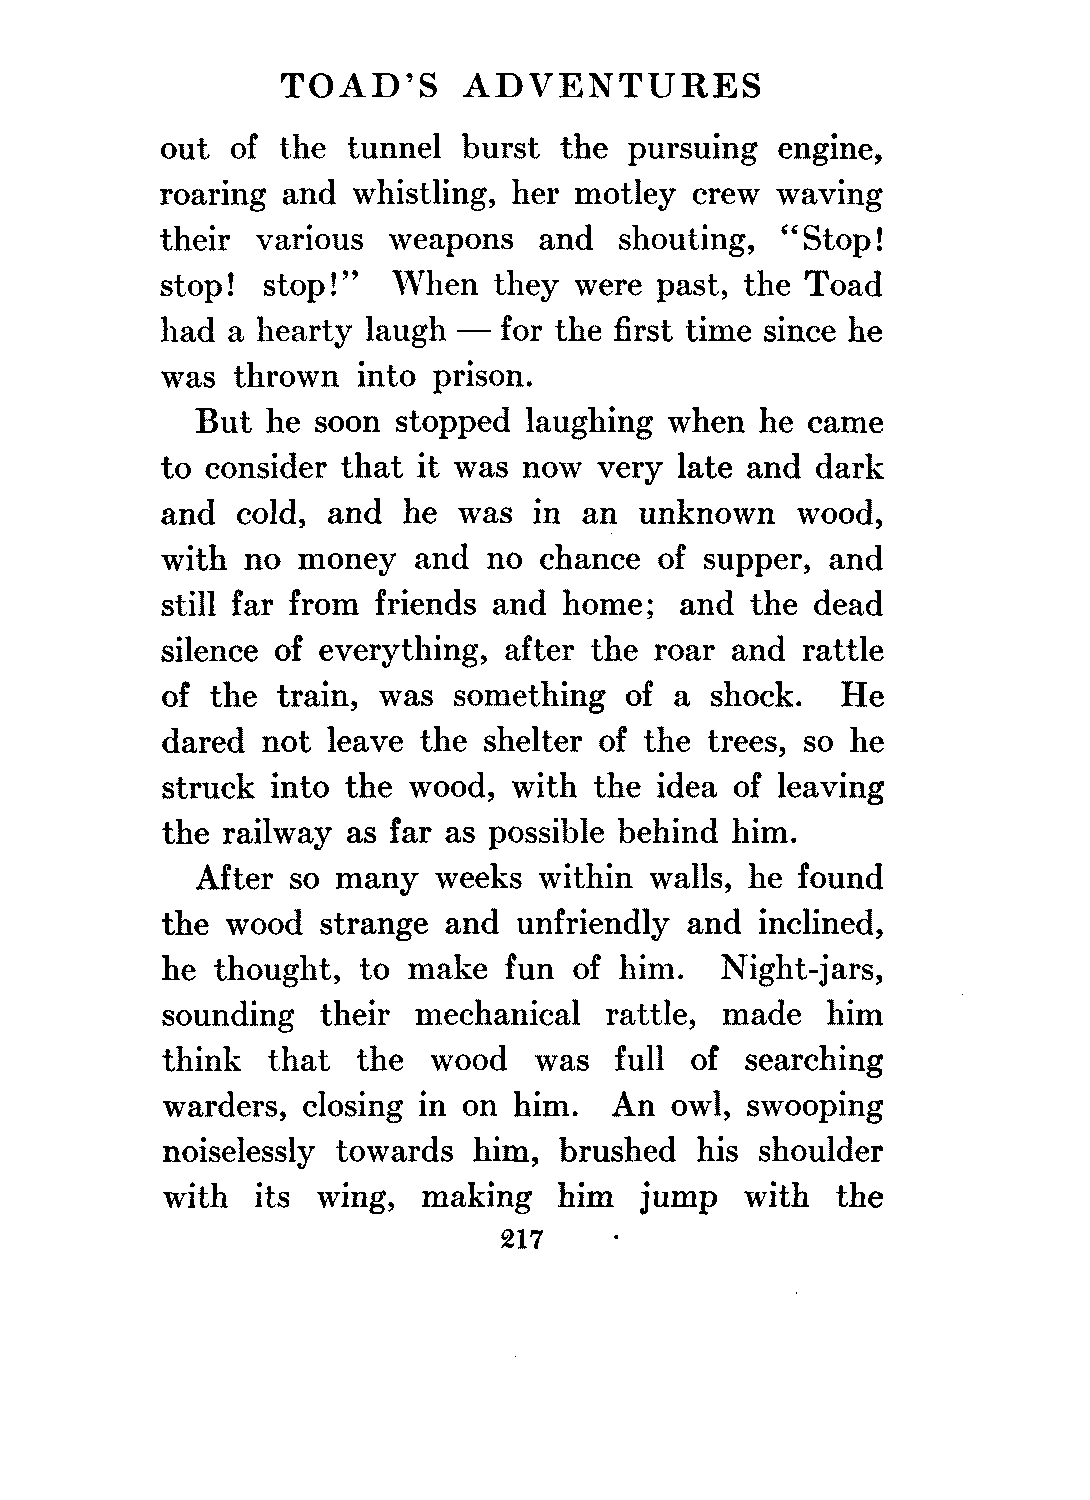 TOAD'S ADVENTURES
out of the tunnel burst the pursuing engine,
roaring and whistling, her motley crew waving
their various weapons and shouting, "Stop!
stop! stop!" When they were past, the Toad
had a hearty laugh — for the first time since he
was thrown into prison.
But he soon stopped laughing when he came
to consider that it was now very late and dark
and cold, and he was in an unknown wood,
with no money and no chance of supper, and
still far from friends and home; and the dead
silence of everything, after the roar and rattle
of the train, was something of a shock. He
dared not leave the shelter of the trees, so he
struck into the wood, with the idea of leaving
the railway as far as possible behind him.
After so many weeks within walls, he found
the wood strange and unfriendly and inclined,
he thought, to make fun of him. Night-jars,
sounding their mechanical rattle, made him
think that the wood was full of searching
warders, closing in on him. An owl, swooping
noiselessly towards him, brushed his shoulder
with its wing, making him jump with the
217